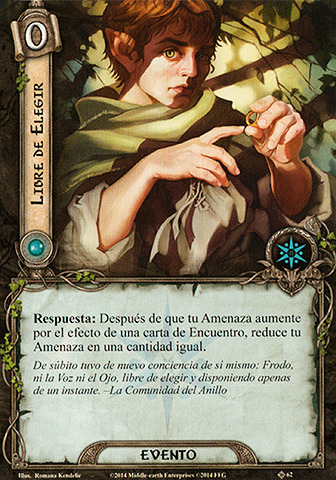 0
LIBRE DE ELEGIR
Respuesta: Después de que tu Amenaza aumente
por el efecto de una carta de Encuentro, reduce tu
Amenaza en una cantidad igual.
De súbito tuvo de nuevo conciencia de sí mismo: Frodo,
ni la Voz ni el Ojo, libre de elegir y disponiendo apenas
de un instante. –La Comunidad del Anillo
EVENTO
Illus. Romana Kendelic
©2014 Middle-earth Enterprises ©2014 FFG
62